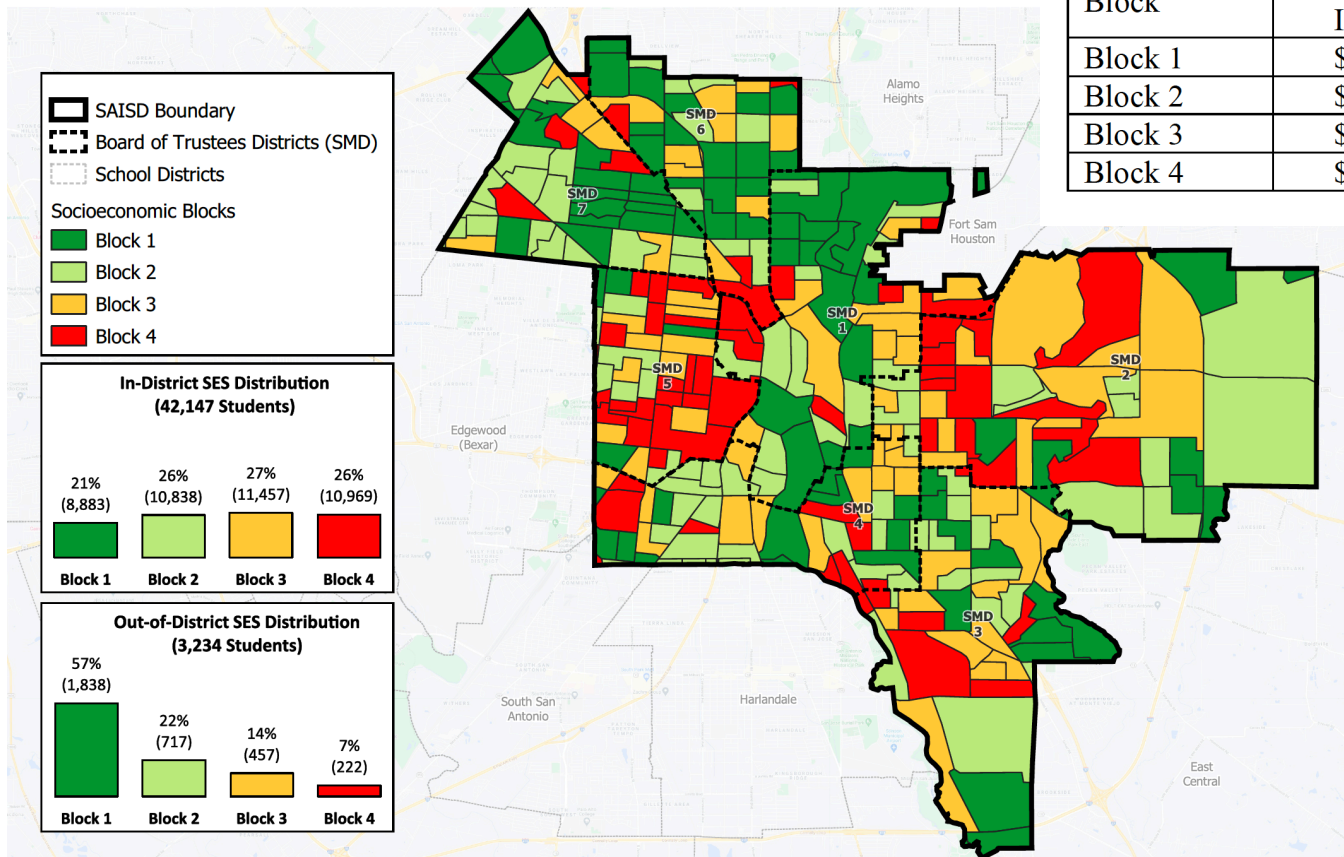 Block
I
Block 1
$
Block 2
$
Block 3
$
Block 4
$
SAISD Boundary
Board of Trustees Districts (SMD)
School Districts
Socioeconomic Blocks
Block 1
Block 2
Block 3
Block 4
In-District SES Distribution
(42,147 Students)
21%
(8,883)
26%
(10,838)
27%
(11,457)
26%
(10,969)
Block 1
Block 2
Block 3
Block 4
Out-of-District SES Distribution
(3,234 Students)
57%
(1,838)
22%
(717)
14%
(457)
7%
(222)
Block 1
Block 2
Block 3
Block 4
Alamo
Heights
SMD
6
SMD
7
Fort Sam
Houston
SMD
1
SMD
2
SMD
5
Edgewood
(Bexar)
SMD
4
SMD
3
South San
Antonio
Harlandale
East
Central